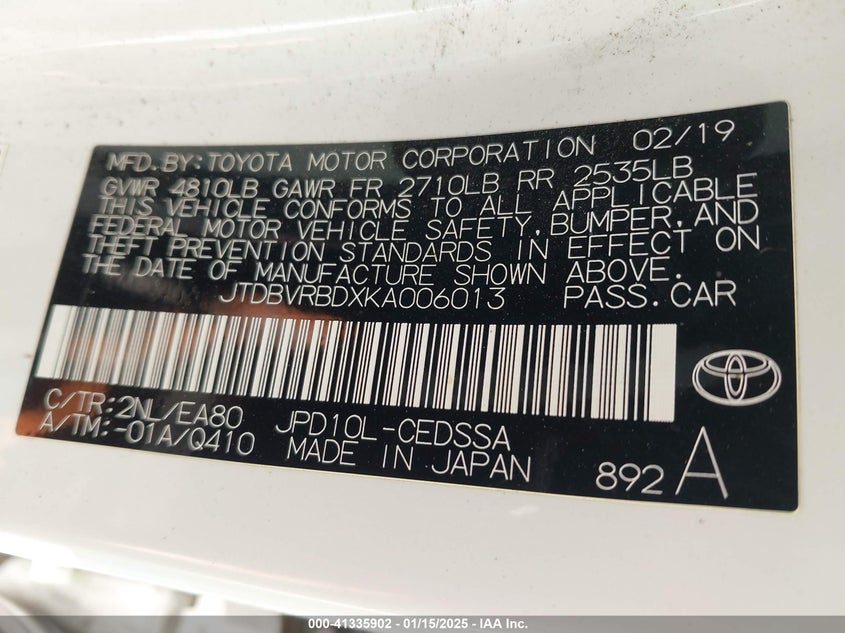 MFD.BY:TOYOTA MOTOR CORPORATION 02/19
GVWR 4810LB GAWR FR 2710LB RR 2535LB
THIS VEHICLE CONFORMS TO ALL APPLICABLE
FEDERAL MOTOR VEHICLE SAFETY,BUMPER,AND
THEFT PREVENTION STANDARDS IN EFFECT ON
THE DATE OF MANUFACTURE SHOWN ABOVE.
JTDBVRBDXKA006013 PASS.CAR
C/TR:2NL/EA80 JPD10L-CEDSSA
A/TM:-01A/Q410 MADE IN JAPAN 892 A
000-41335902 - 01/15/2025 - IAA Inc.